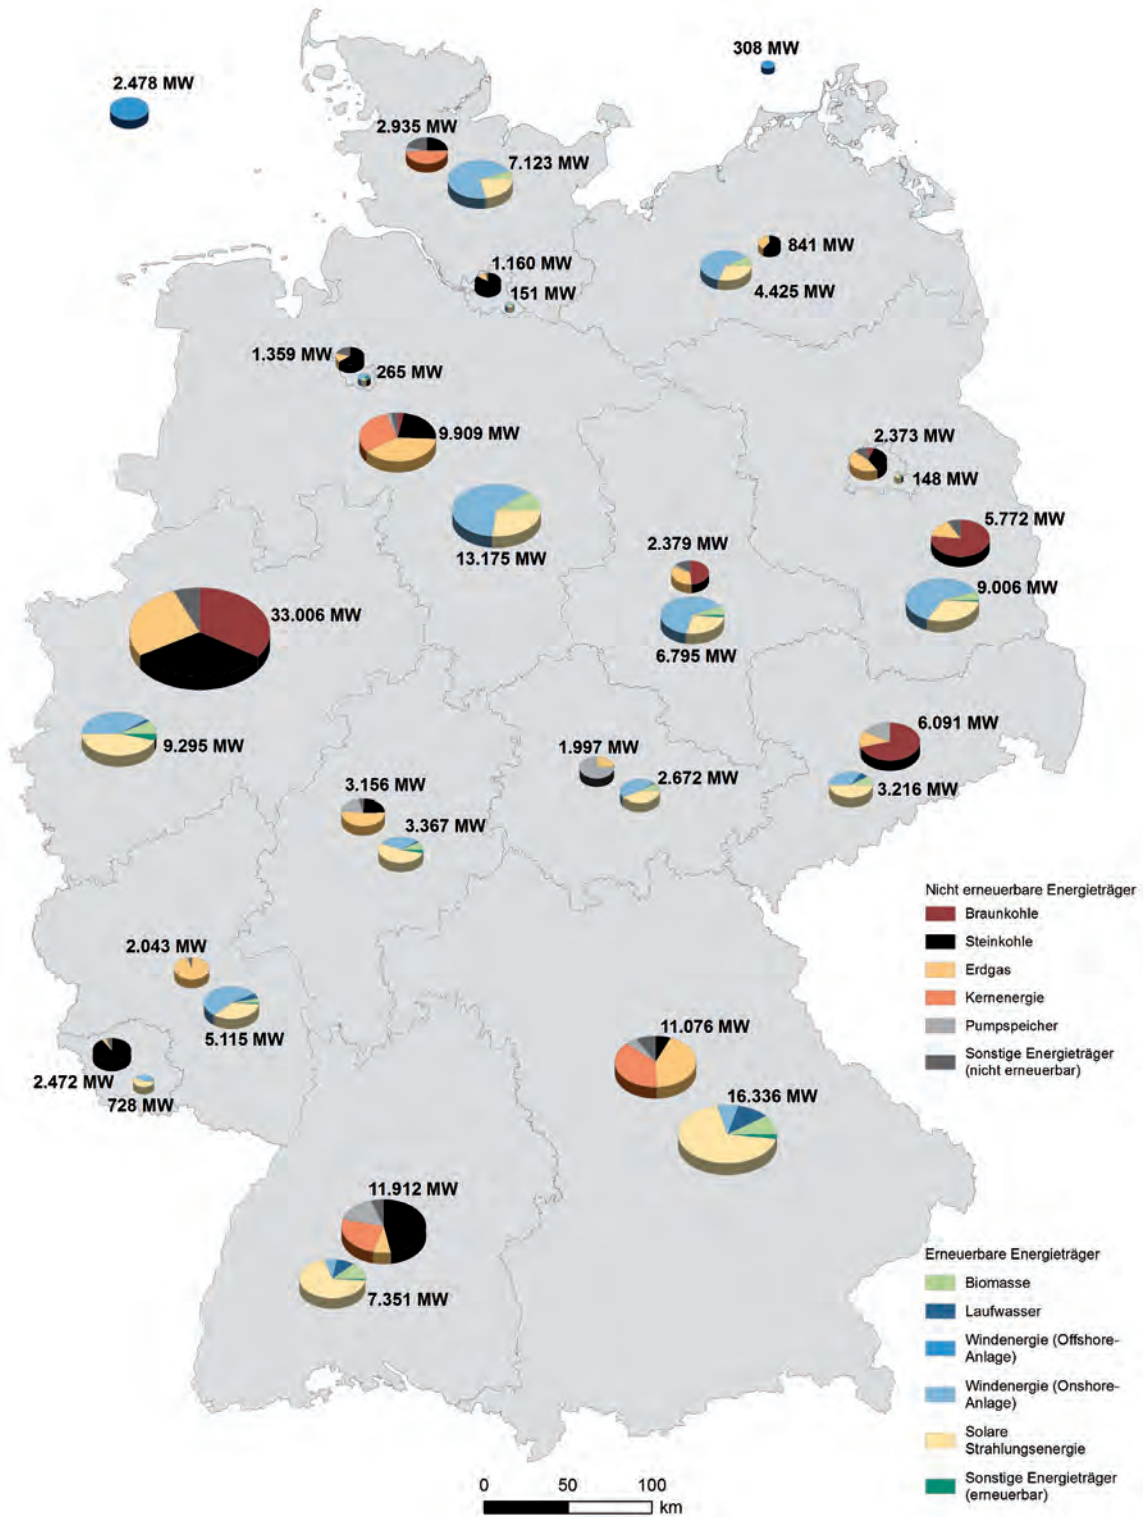 308 MW
2.478 MW
2.935 MW
7.123 MW
841 MW
4.425 MW
1.160 MW
151 MW
1.359 MW
265 MW
9.909 MW
2.373 MW
148 MW
13.175 MW
5.772 MW
2.379 MW
9.006 MW
6.795 MW
33.006 MW
9.295 MW
6.091 MW
3.216 MW
1.997 MW
2.672 MW
3.156 MW
3.367 MW
2.043 MW
5.115 MW
2.472 MW
728 MW
11.076 MW
16.336 MW
11.912 MW
7.351 MW
Nicht erneuerbare Energieträger
Braunkohle
Steinkohle
Erdgas
Kernenergie
Pumpspeicher
Sonstige Energieträger
(nicht erneuerbar)
Erneuerbare Energieträger
Biomasse
Laufwasser
Windenergie (Offshore-
Anlage)
Windenergie (Onshore-
Anlage)
Solare
Strahlungsenergie
Sonstige Energieträger
(erneuerbar)
0 50 100
km